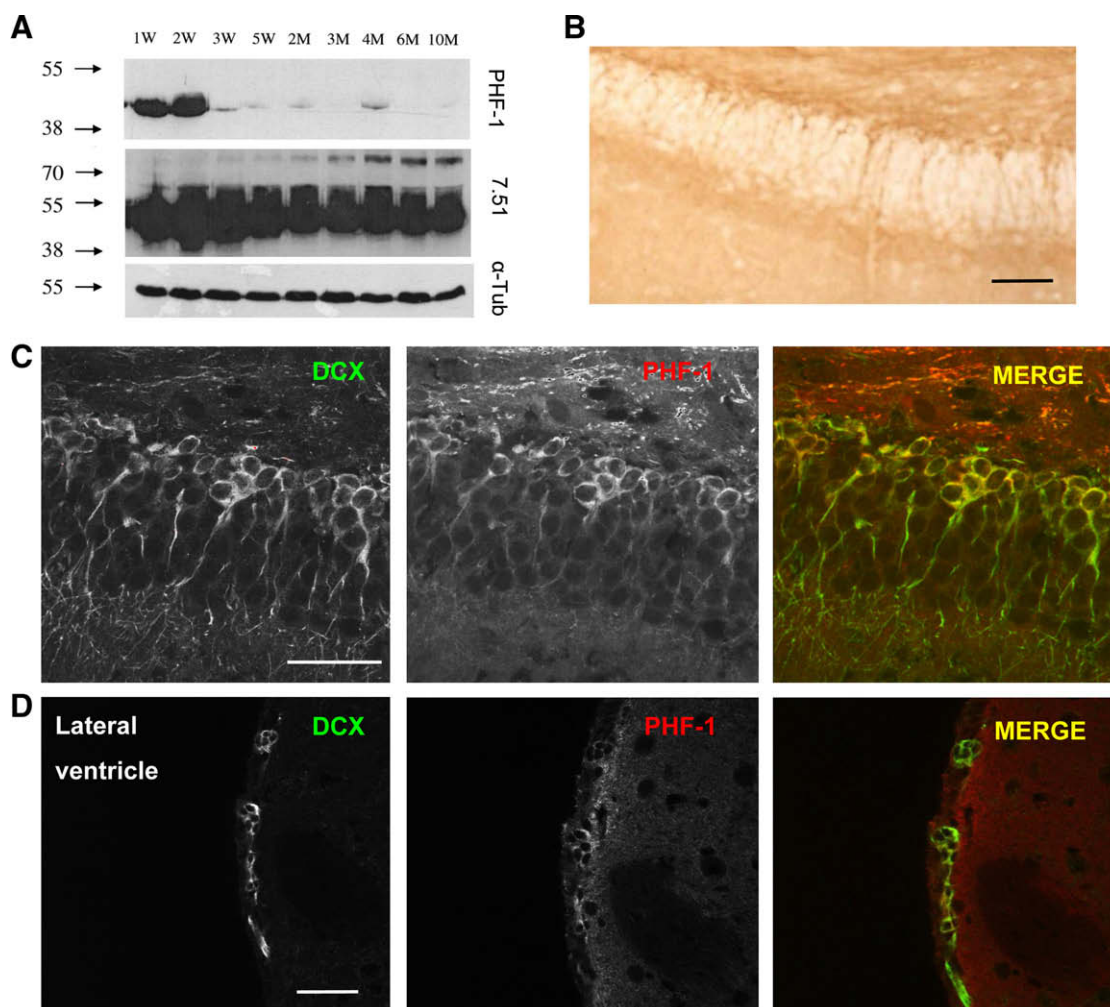 A
1W 2W 3W 5W 2M 3M 4M 6M 10M
55
38
PHF-1
70
55
38
7.51
55
α-Tub
B
C
DCX
PHF-1
MERGE
D
Lateral
ventricle
DCX
PHF-1
MERGE